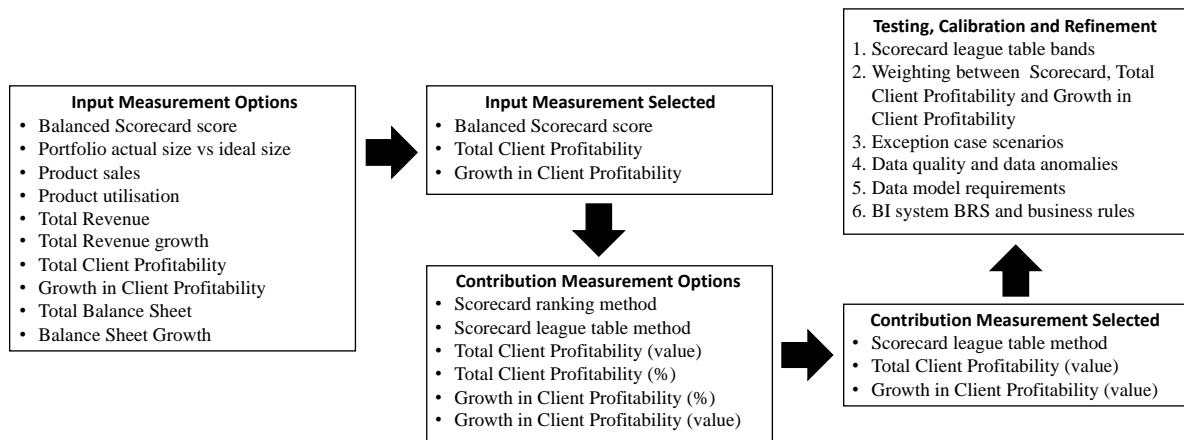 Input Measurement Options
• Balanced Scorecard score
• Portfolio actual size vs ideal size
• Product sales
• Product utilisation
• Total Revenue
• Total Revenue growth
• Total Client Profitability
• Growth in Client Profitability
• Total Balance Sheet
• Balance Sheet Growth
Input Measurement Selected
• Balanced Scorecard score
• Total Client Profitability
• Growth in Client Profitability
Contribution Measurement Options
• Scorecard ranking method
• Scorecard league table method
• Total Client Profitability (value)
• Total Client Profitability (%)
• Growth in Client Profitability (%)
• Growth in Client Profitability (value)
Contribution Measurement Selected
• Scorecard league table method
• Total Client Profitability (value)
• Growth in Client Profitability (value)
Testing, Calibration and Refinement
1. Scorecard league table bands
2. Weighting between Scorecard, Total
Client Profitability and Growth in
Client Profitability
3. Exception case scenarios
4. Data quality and data anomalies
5. Data model requirements
6. BI system BRS and business rules